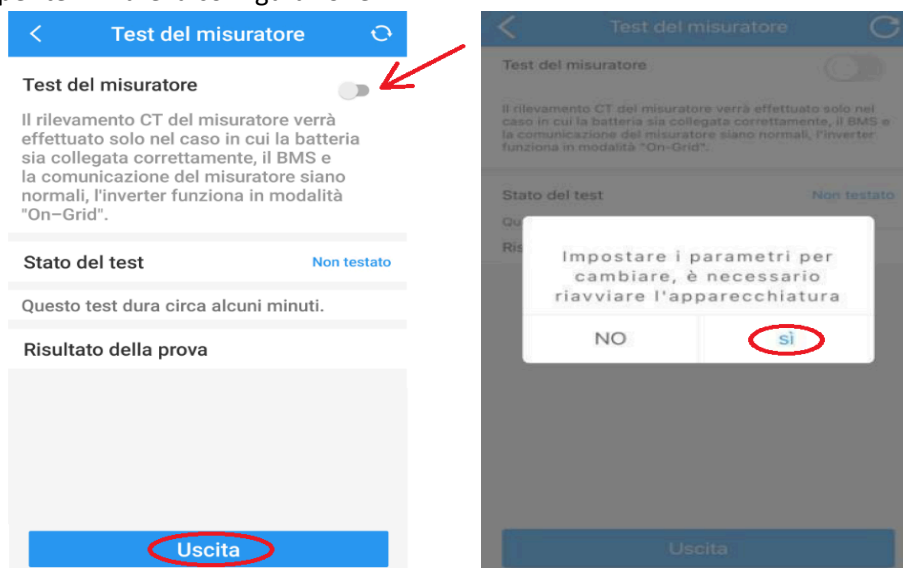 Test del misuratore
Test del misuratore
Il rilevamento CT del misuratore verrà
effettuato solo nel caso in cui la batteria
sia collegata correttamente, il BMS e
la comunicazione del misuratore siano
normali, l'inverter funziona in modalità
"On-Grid".
Stato del test Non testato
Questo test dura circa alcuni minuti.
Risultato della prova
Uscita
Test del misuratore
Test del misuratore
Il rilevamento CT del misuratore verrà effettuato solo nel
caso in cui la batteria sia collegata correttamente, il BMS e
la comunicazione del misuratore siano normali, l'inverter
funziona in modalità "On-Grid".
Stato del test Non testato
Qu
Ris
Impostare i parametri per
cambiare, è necessario
riavviare l'apparecchiatura
NO sì
Uscita